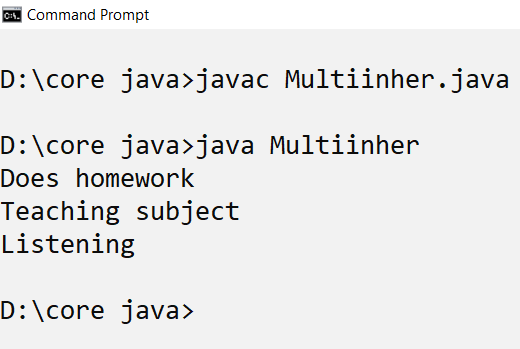 Command Prompt
D:\core java>javac Multiinher.java
D:\core java>java Multiinher
Does homework
Teaching subject
Listening
D:\core java>